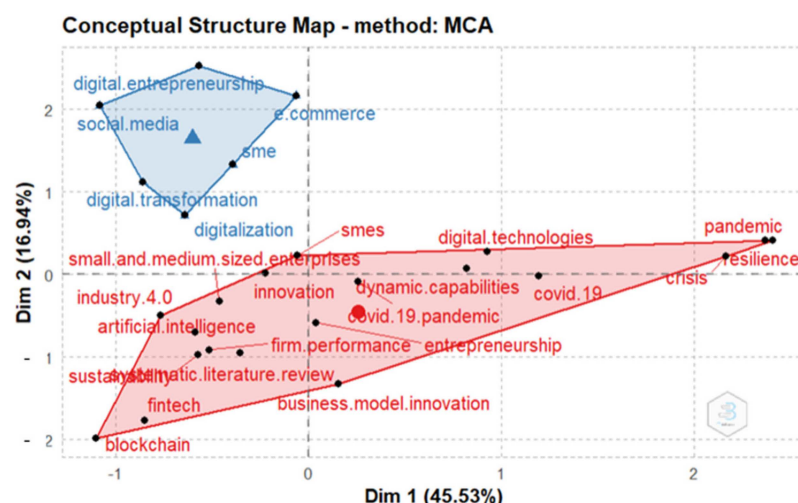 Conceptual Structure Map - method: MCA
digital.entrepreneurship
e.commerce
social.media
sme
digital.transformation
digitalization
smes
pandemic
digital.technologies
small.and.medium.sized.enterprises
resilience
crisis
innovation
dynamic.capabilities
covid.19
industry.4.0
covid.19.pandemic
artificial.intelligence
firm.performance
entrepreneurship
sustainability
systematic.literature.review
fintech
business.model.innovation
blockchain
Dim 2 (16.94%)
2
1
0
- 1
- 2
-1 0 1 2
Dim 1 (45.53%)